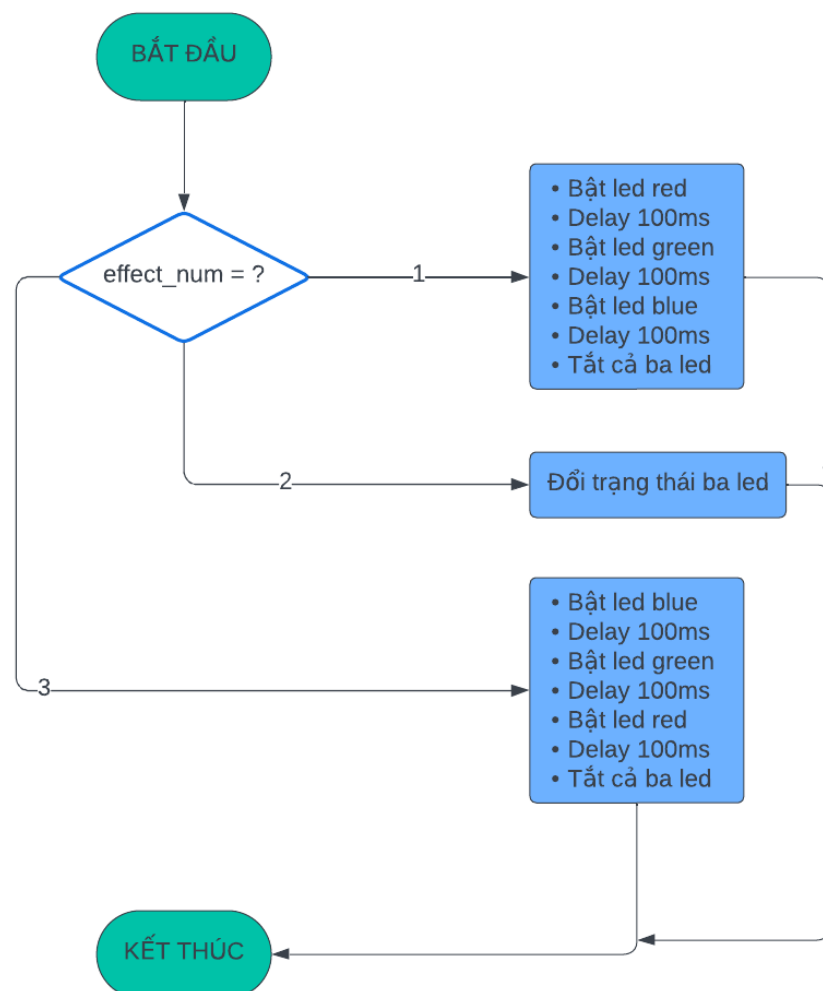 BẮT ĐẦU
effect_num = ?
1
• Bật led red
• Delay 100ms
• Bật led green
• Delay 100ms
• Bật led blue
• Delay 100ms
• Tắt cả ba led
2
Đổi trạng thái ba led
3
• Bật led blue
• Delay 100ms
• Bật led green
• Delay 100ms
• Bật led red
• Delay 100ms
• Tắt cả ba led
KẾT THÚC